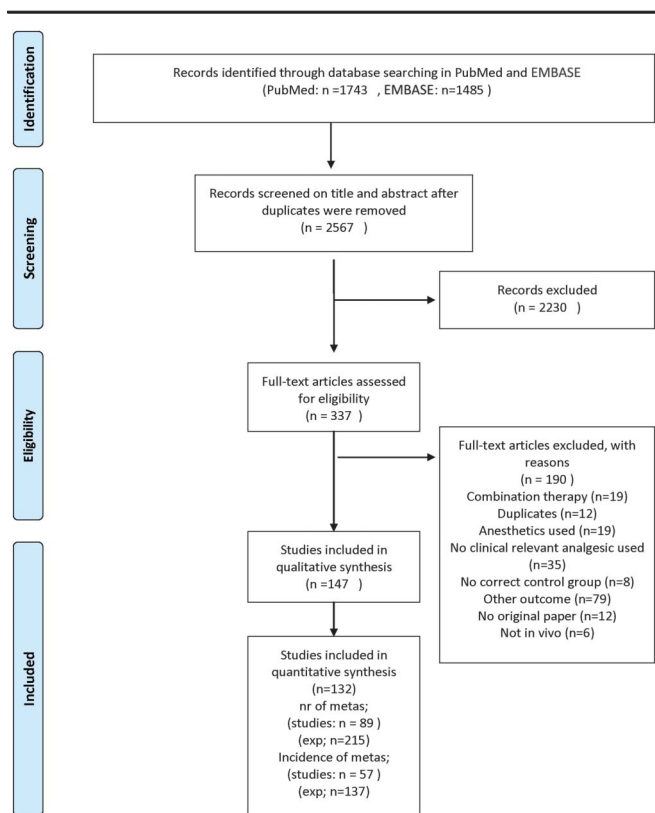 Identification
Records identified through database searching in PubMed and EMBASE
(PubMed: n =1743 , EMBASE: n=1485 )
Screening
Records screened on title and abstract after
duplicates were removed
(n = 2567 )
Records excluded
(n = 2230 )
Eligibility
Full-text articles assessed
for eligibility
(n = 337 )
Full-text articles excluded, with
reasons
(n = 190 )
Combination therapy (n=19)
Duplicates (n=12)
Anesthetics used (n=19)
No clinical relevant analgesic used
(n=35)
No correct control group (n=8)
Other outcome (n=79)
No original paper (n=12)
Not in vivo (n=6)
Included
Studies included in
qualitative synthesis
(n =147 )
Studies included in
quantitative synthesis
(n=132)
nr of metas;
(studies: n = 89 )
(exp; n=215)
Incidence of metas;
(studies: n = 57 )
(exp; n=137)